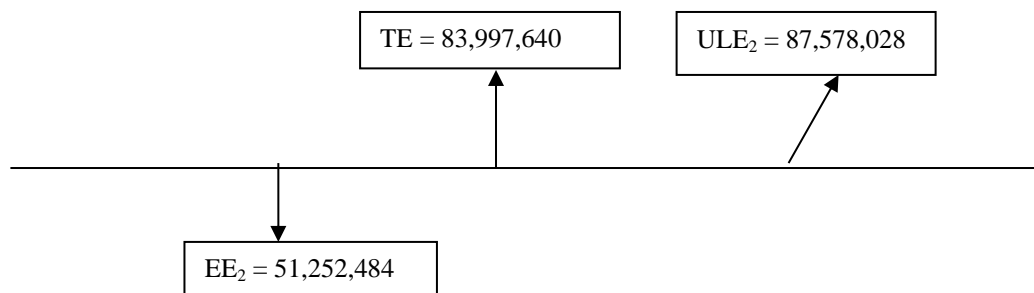 TE = 83,997,640
ULE₂ = 87,578,028
EE₂ = 51,252,484